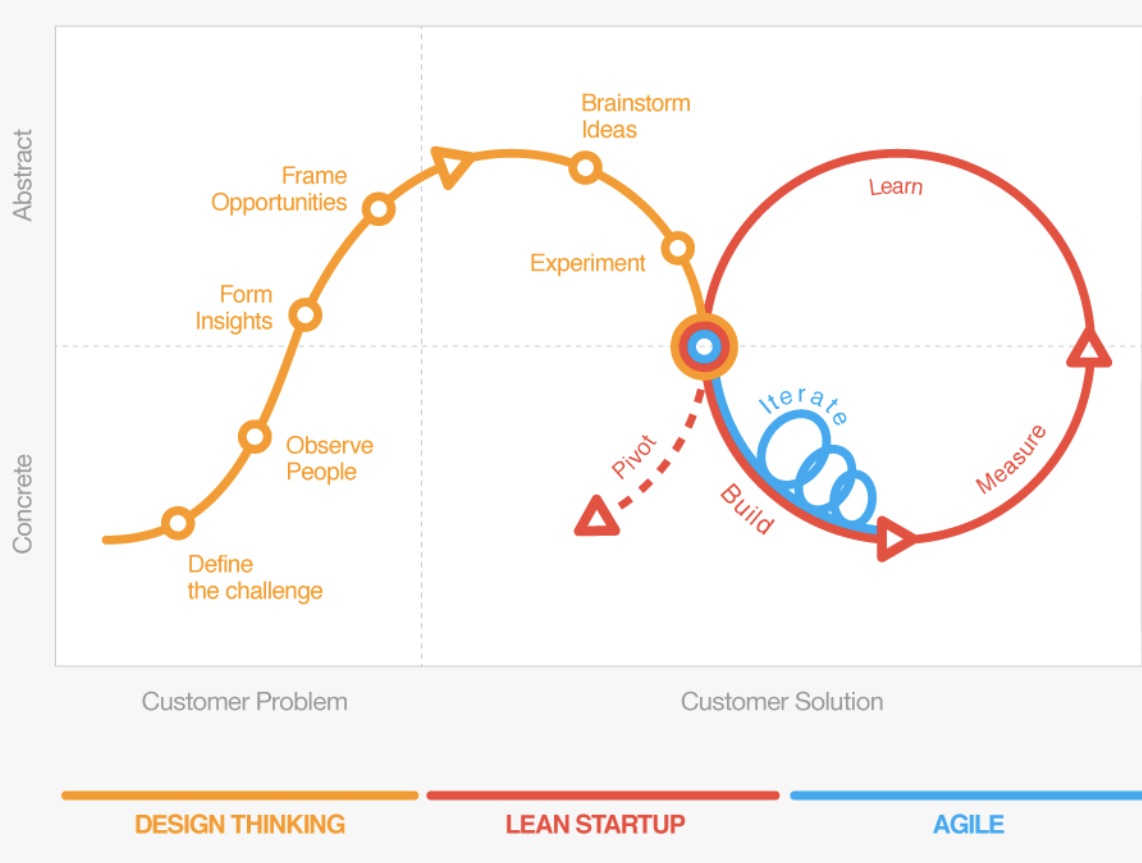 Abstract
Concrete
Brainstorm
Ideas
Frame
Opportunities
Learn
Experiment
Form
Insights
Iterate
Observe
People
Pivot
Build
Measure
Define
the challenge
Customer Problem
Customer Solution
DESIGN THINKING
LEAN STARTUP
AGILE